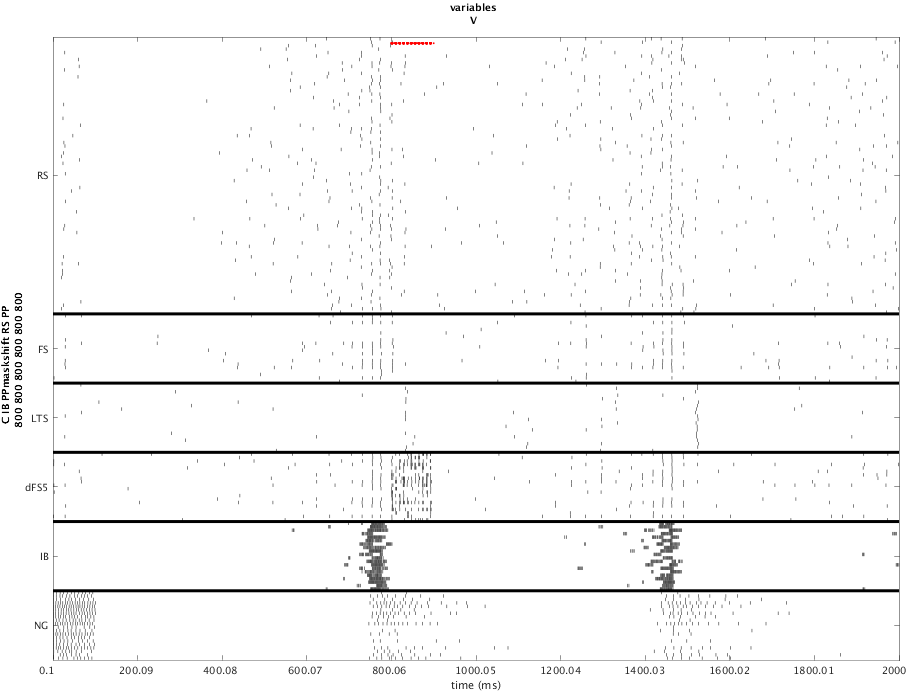 variables
V
C IB PPmaskshift RS PP
800 800 800 800 800 800
RS
FS
LTS
dFS5
IB
NG
0.1 200.09 400.08 600.07 800.06 1000.05 1200.04 1400.03 1600.02 1800.01 2000
time (ms)